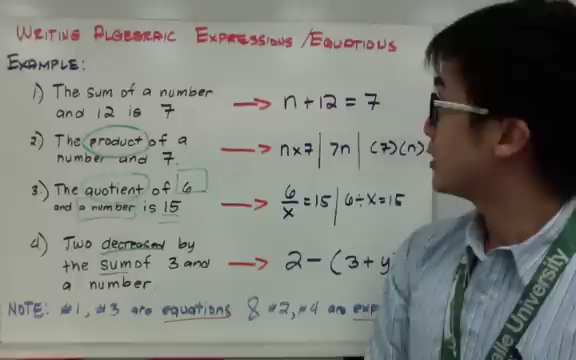 WRITING ALGEBRAIC EXPRESSIONS/EQUATIONS
EXAMPLE:
1) The sum of a number
and 12 is 7
→ n + 12 = 7
2) The product of a
number and 7.
→ n x 7 | 7n | (7)(n)
3) The quotient of 6
and a number is 15
→ 6/x = 15 | 6 ÷ x = 15
4) Two decreased by
the sum of 3 and
a number.
→ 2 - (3 + y
NOTE: #1, #3 are equations & #2, #4 are exp
University